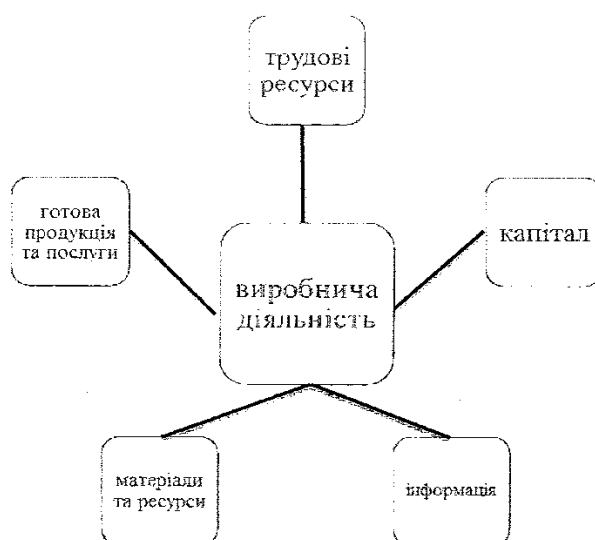 трудові
ресурси
готова
продукція
та послуги
капітал
виробнича
діяльність
матеріали
та ресурси
інформація